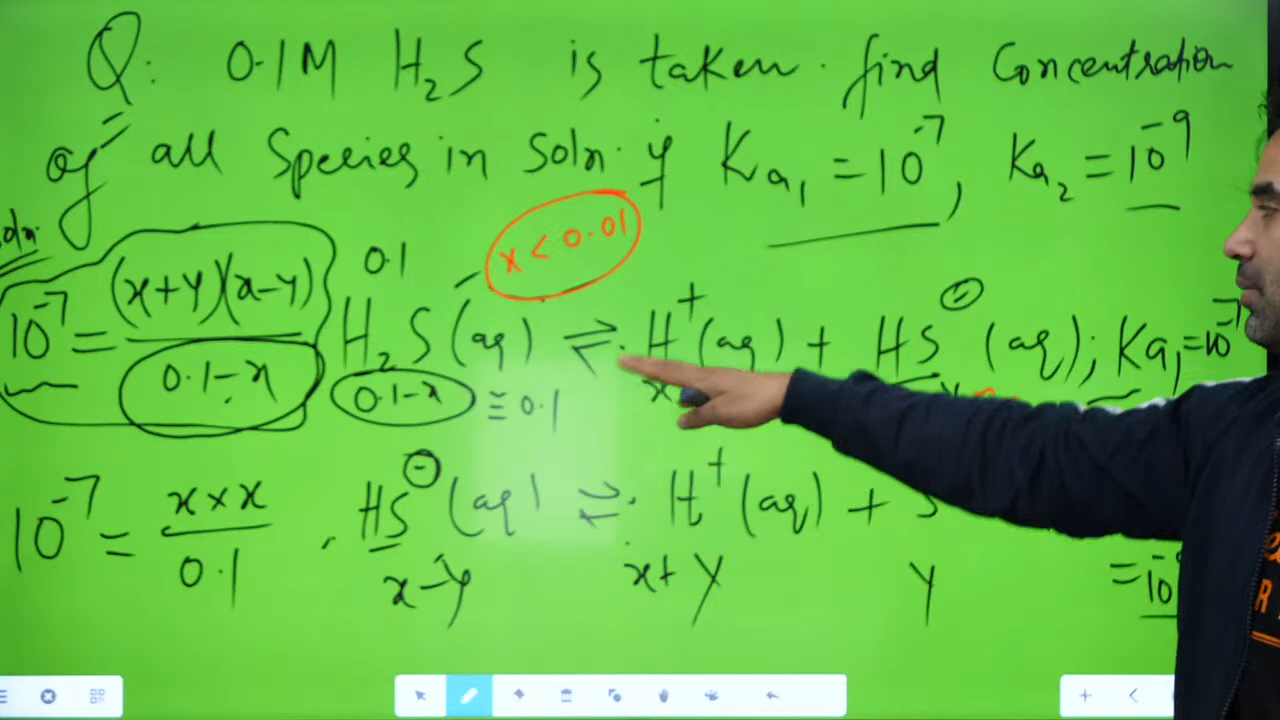 Q: 0.1M H₂S is taken. find Concentration
of all Species in Soln. if Ka₁ = 10⁻⁷, Ka₂ = 10⁻⁹
Soln.
10⁻⁷ = (x+y)(x-y) / 0.1-x
x < 0.01
0.1
H₂S (aq) ⇌ H⁺ (aq) + HS⊖ (aq); Ka₁ = 10⁻⁷
0.1-x ≅ 0.1
10⁻⁷ = x × x / 0.1
HS⊖ (aq) ⇌ H⁺ (aq) + S
x-y x+y y = 10